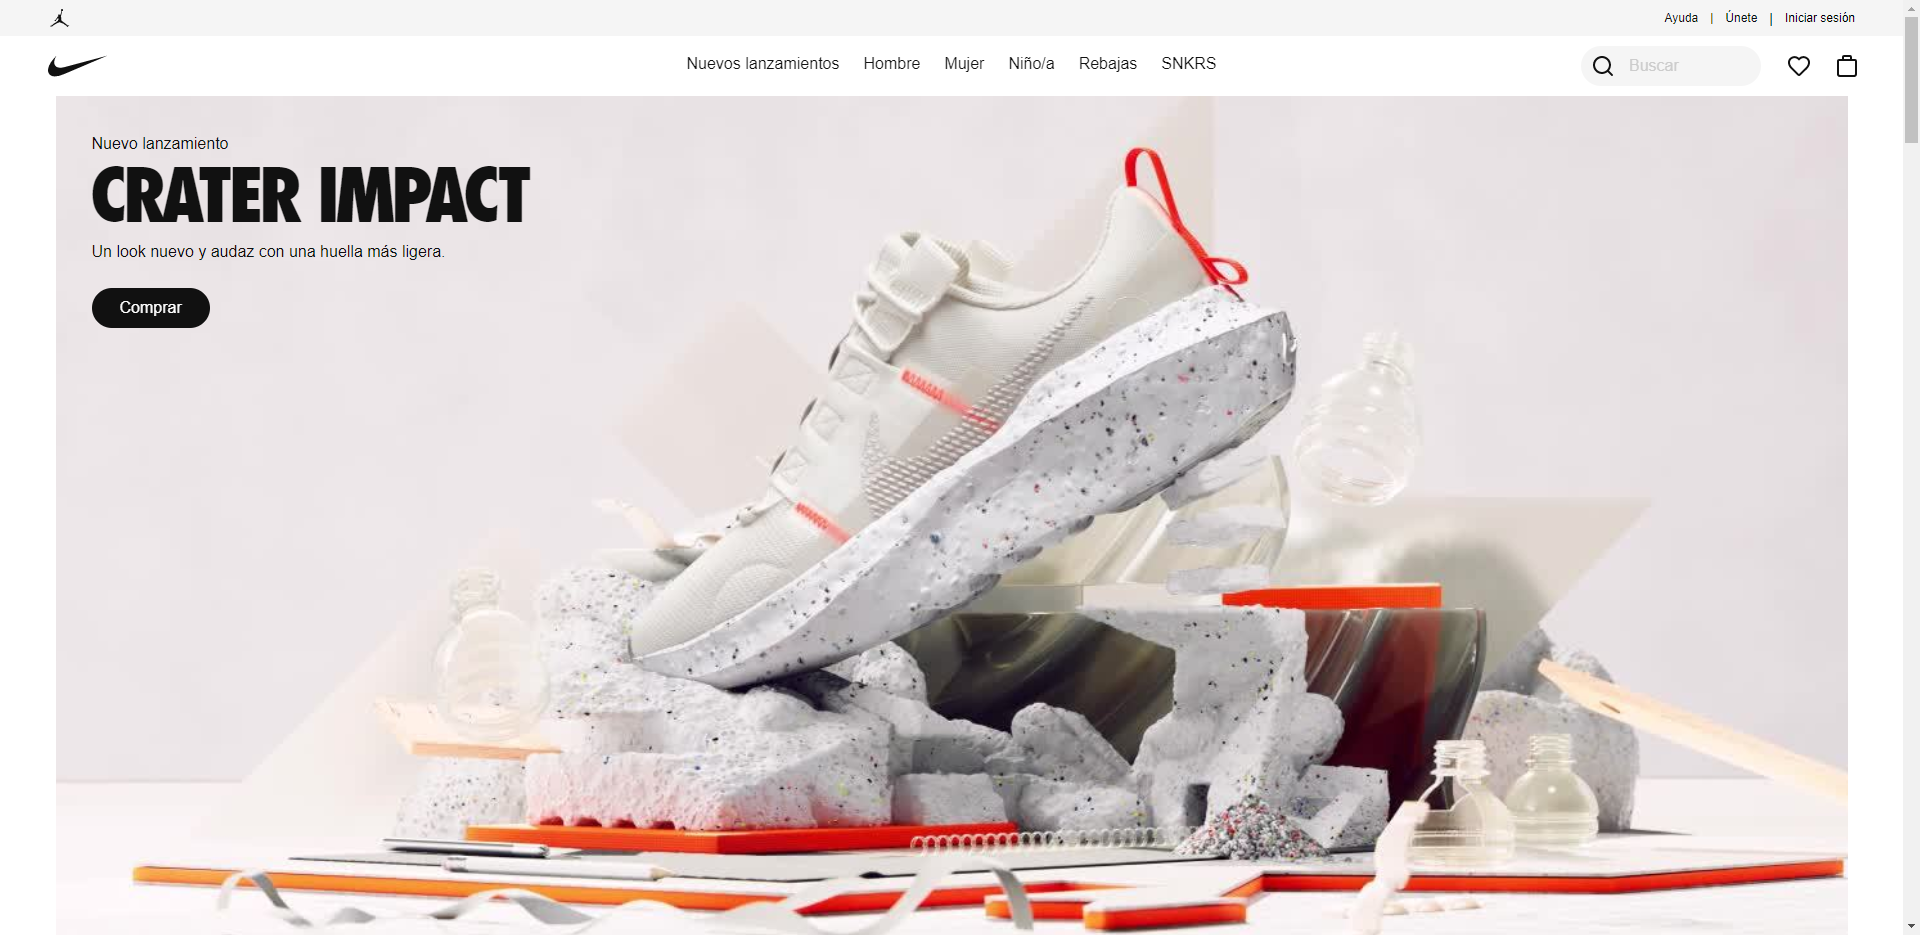 Ayuda | Únete | Iniciar sesión
Nuevos lanzamientos Hombre Mujer Niño/a Rebajas SNKRS
Buscar
Nuevo lanzamiento
CRATER IMPACT
Un look nuevo y audaz con una huella más ligera.
Comprar